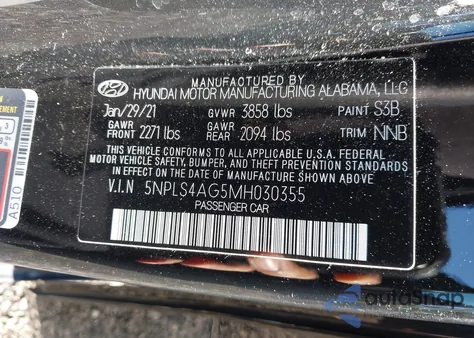 MANUFACTURED BY
HYUNDAI MOTOR MANUFACTURING ALABAMA, LLC
Jan/29/21 GVWR 3858 lbs PAINT S3B
GAWR FRONT 2271 lbs GAWR REAR 2094 lbs TRIM NNB
THIS VEHICLE CONFORMS TO ALL APPLICABLE U.S.A. FEDERAL
MOTOR VEHICLE SAFETY, BUMPER, AND THEFT PREVENTION STANDARDS
IN EFFECT ON THE DATE OF MANUFACTURE SHOWN ABOVE.
V.I.N 5NPLS4AG5MH030355
PASSENGER CAR
A510
autoSnap